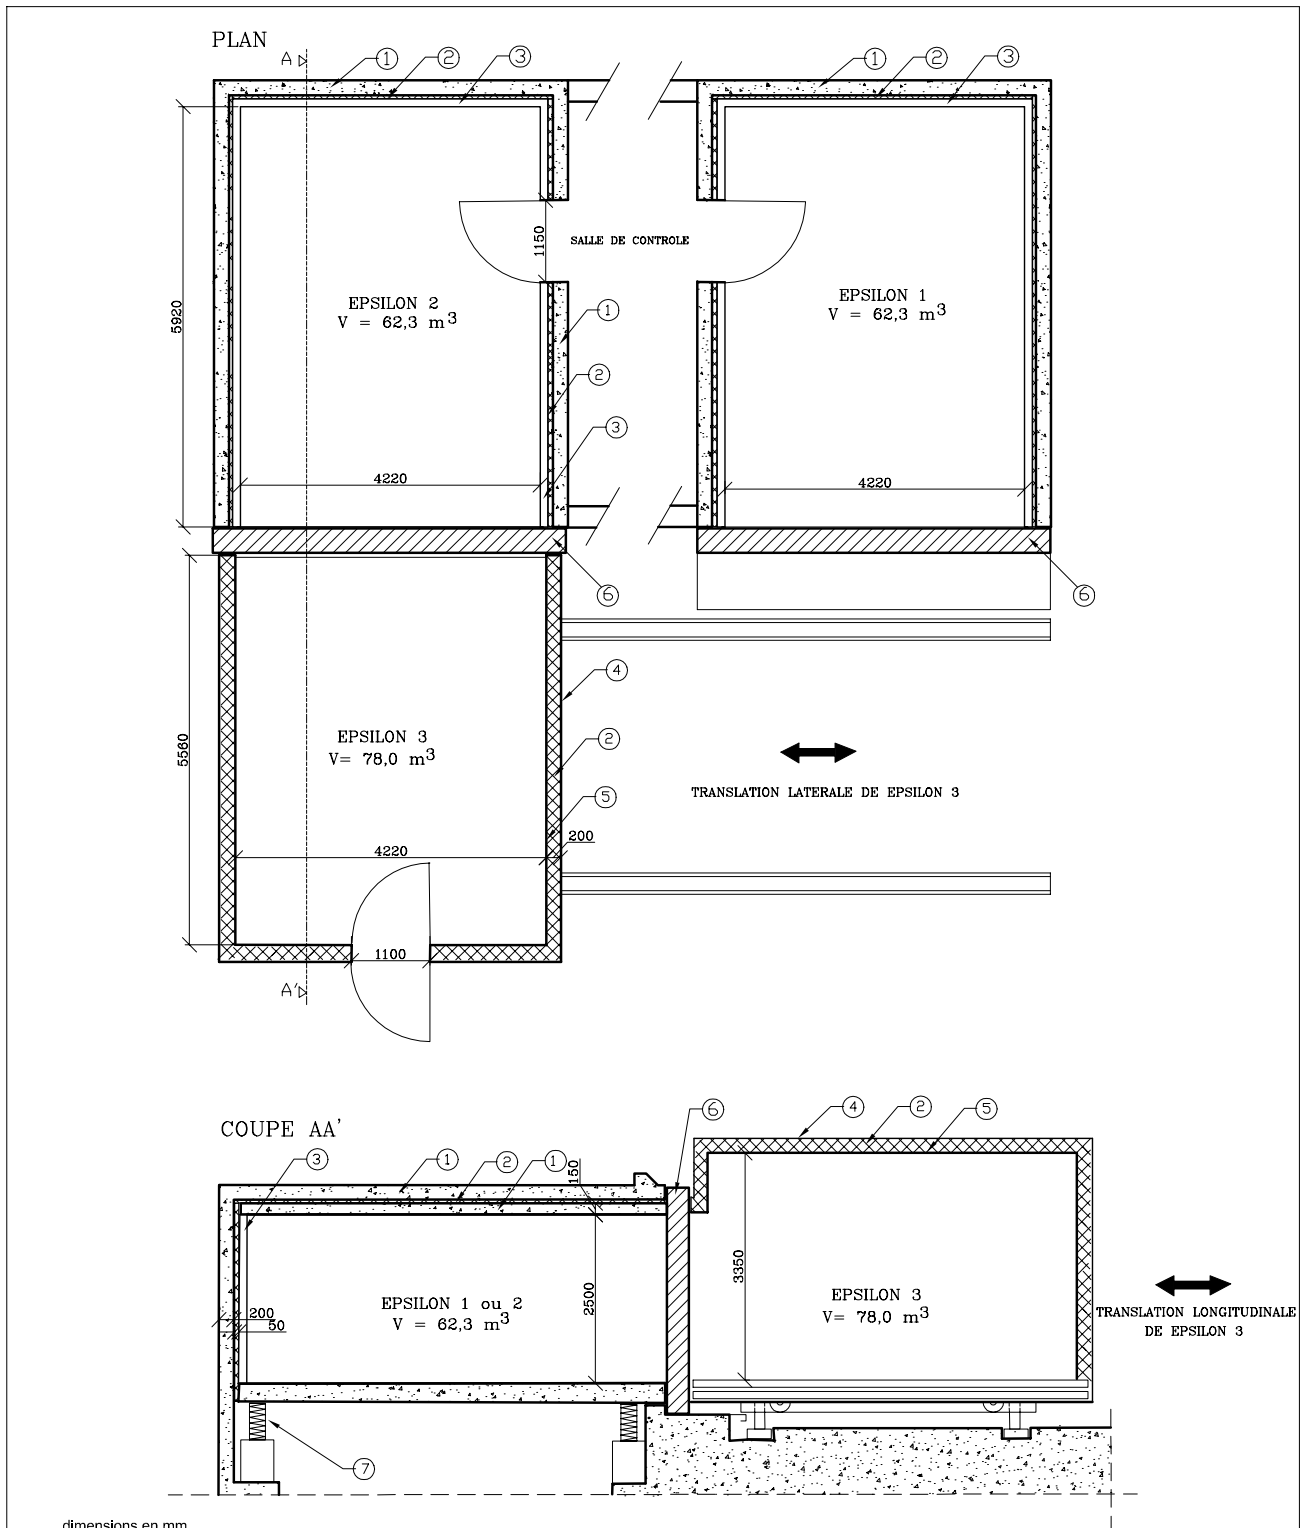 PLAN
A
1
2
3
1
2
3
5920
1150
SALLE DE CONTROLE
EPSILON 2
V = 62,3 m3
EPSILON 1
V = 62,3 m3
1
2
3
4220
4220
6
6
4
EPSILON 3
V= 78,0 m3
2
5560
5
TRANSLATION LATERALE DE EPSILON 3
200
4220
1100
A'
COUPE AA'
6
4
2
5
3
1
2
1
150
3350
2500
EPSILON 1 ou 2
V = 62,3 m3
EPSILON 3
V= 78,0 m3
200
50
TRANSLATION LONGITUDINALE
DE EPSILON 3
7
dimensions en mm